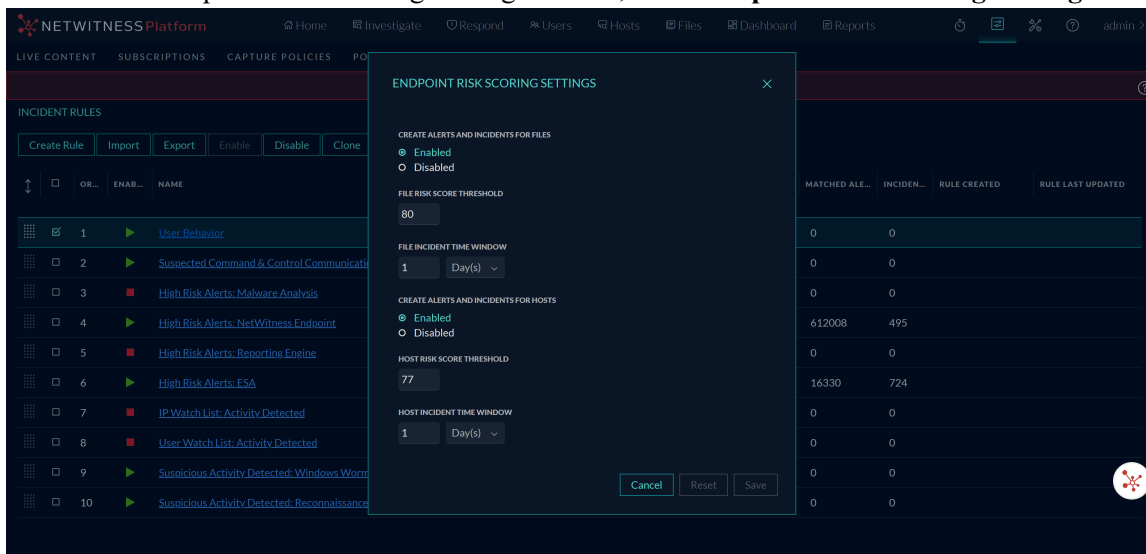 NETWITNESS Platform Home Investigate Respond Users Hosts Files Dashboard Reports admin
LIVE CONTENT SUBSCRIPTIONS CAPTURE POLICIES PO
INCIDENT RULES
Create Rule Import Export Enable Disable Clone
OR... ENAB... NAME MATCHED ALE... INCIDEN... RULE CREATED RULE LAST UPDATED
1 User Behavior 0 0
2 Suspected Command & Control Communicati 0 0
3 High Risk Alerts: Malware Analysis 0 0
4 High Risk Alerts: NetWitness Endpoint 612008 495
5 High Risk Alerts: Reporting Engine 0 0
6 High Risk Alerts: ESA 16330 724
7 IP Watch List: Activity Detected 0 0
8 User Watch List: Activity Detected 0 0
9 Suspicious Activity Detected: Windows Worm 0 0
10 Suspicious Activity Detected: Reconnaissance 0 0
ENDPOINT RISK SCORING SETTINGS
CREATE ALERTS AND INCIDENTS FOR FILES
Enabled
Disabled
FILE RISK SCORE THRESHOLD
80
FILE INCIDENT TIME WINDOW
1 Day(s)
CREATE ALERTS AND INCIDENTS FOR HOSTS
Enabled
Disabled
HOST RISK SCORE THRESHOLD
77
HOST INCIDENT TIME WINDOW
1 Day(s)
Cancel Reset Save